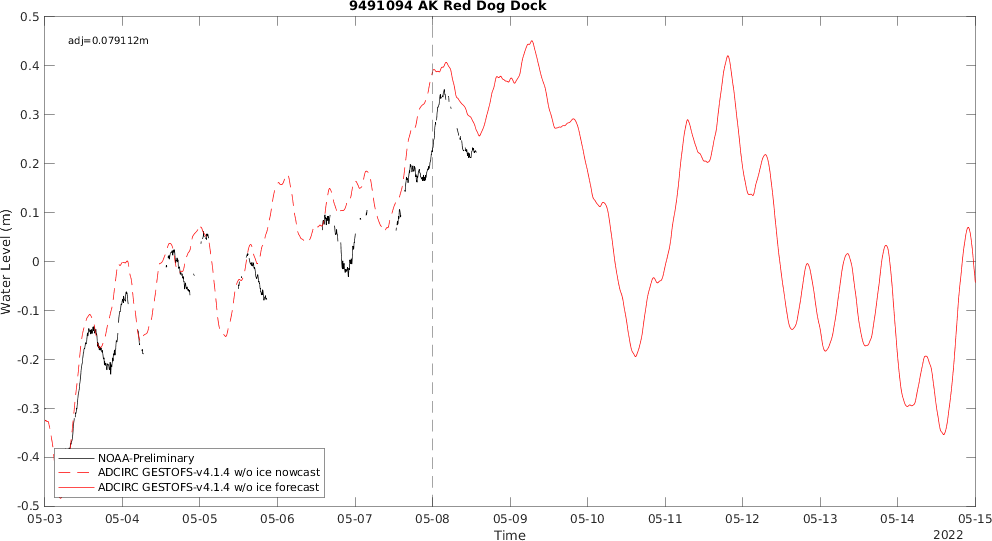 9491094 AK Red Dog Dock
adj=0.079112m
Water Level (m)
0.5
0.4
0.3
0.2
0.1
0
-0.1
-0.2
-0.3
-0.4
-0.5
NOAA-Preliminary
ADCIRC GESTOFS-v4.1.4 w/o ice nowcast
ADCIRC GESTOFS-v4.1.4 w/o ice forecast
05-03 05-04 05-05 05-06 05-07 05-08 05-09 05-10 05-11 05-12 05-13 05-14 05-15
Time
2022